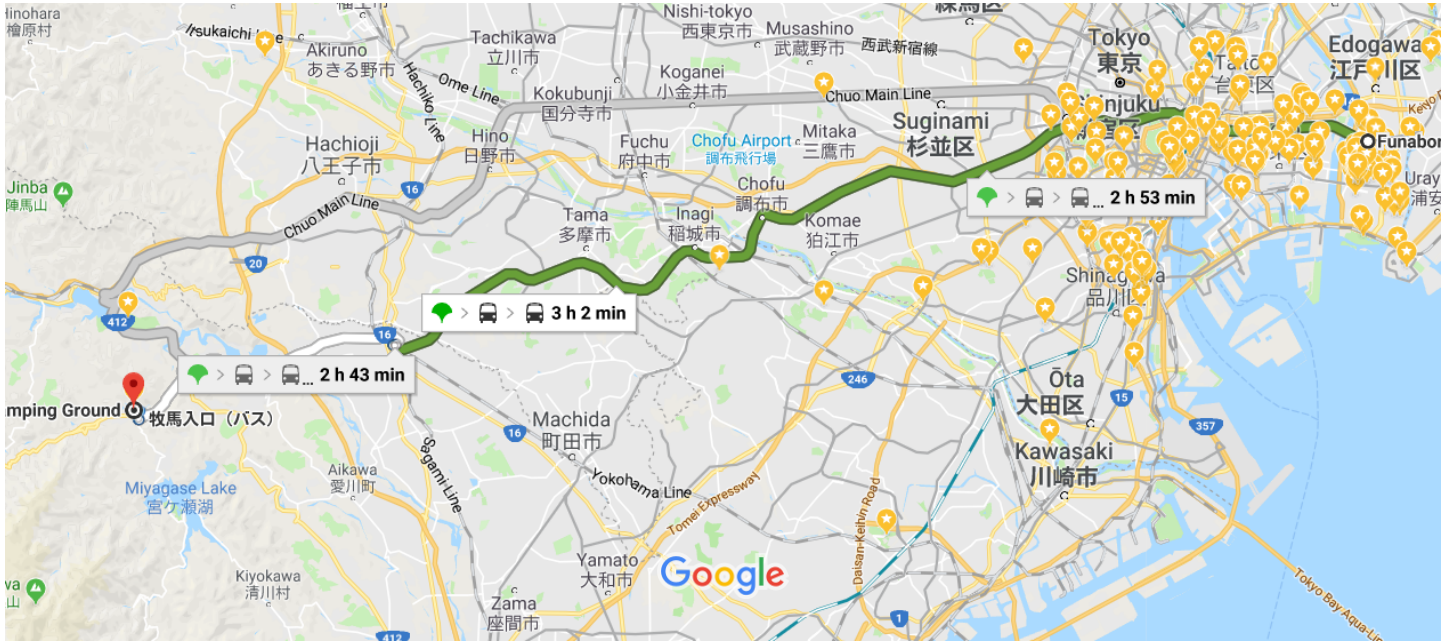 Hinohara
檜原村
Irsukaichi Line
Akiruno
あきる野市
Tachikawa
立川市
Nishi-tokyo
西東京市
Musashino
武蔵野市
西武新宿線
Tokyo
東京
Edogawa
江戸川区
Hachiko Line
Ome Line
Kokubunji
国分寺市
Koganei
小金井市
Chuo Main Line
Suginami
杉並区
Shinjuku
Hachioji
八王子市
Hino
日野市
Fuchu
府中市
Chofu Airport
調布飛行場
Mitaka
三鷹市
Funabor
Jinba
陣馬山
16
Chofu
調布市
Uray
浦安
2 h 53 min
Chuo Main Line
Tama
多摩市
Inagi
稲城市
Komae
狛江市
20
Shinagawa
品川区
412
16
3 h 2 min
2 h 43 min
246
Ōta
大田区
15
357
amping Ground
牧馬入口（バス）
Machida
町田市
16
Kawasaki
川崎市
Sagami Line
Aikawa
愛川町
Yokohama Line
Miyagase Lake
宮ケ瀬湖
Tomei Expressway
Daisan-Keihin Road
Yamato
大和市
Google
Kiyokawa
清川村
Zama
座間市
412
1
Tokyo Bay Aqua-Lin